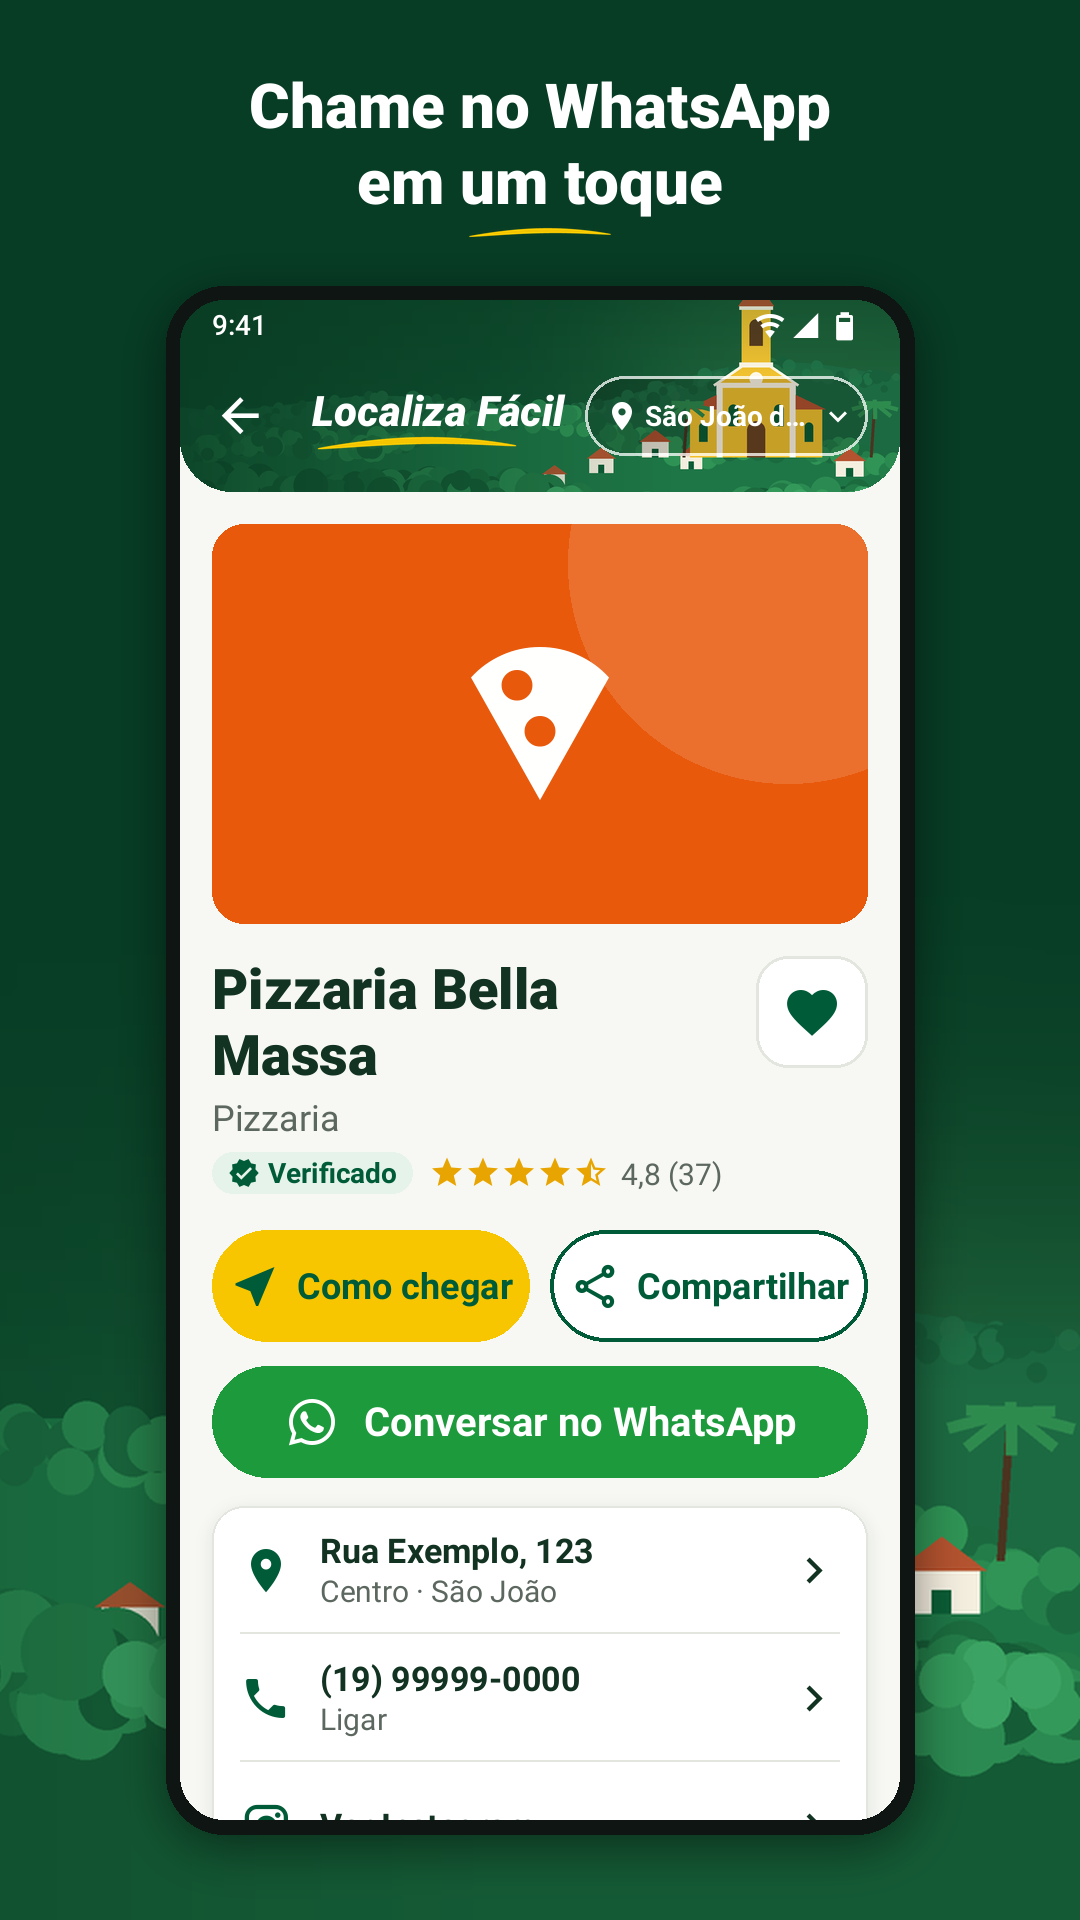 Chame no WhatsApp
em um toque
9:41
Localiza Fácil
São João d...
Pizzaria Bella
Massa
Pizzaria
Verificado
4,8 (37)
Como chegar
Compartilhar
Conversar no WhatsApp
Rua Exemplo, 123
Centro · São João
(19) 99999-0000
Ligar